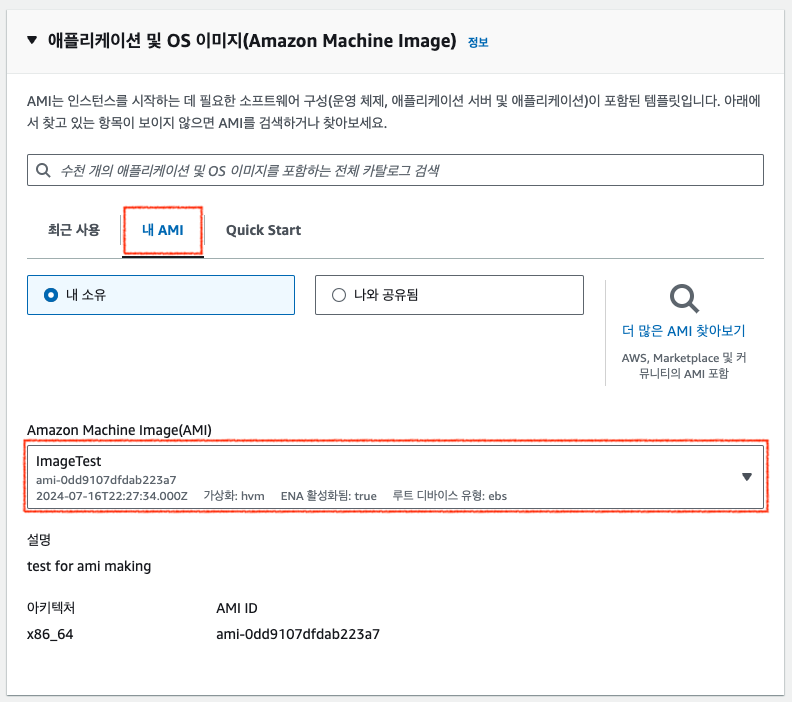 애플리케이션 및 OS 이미지(Amazon Machine Image) 정보
AMI는 인스턴스를 시작하는 데 필요한 소프트웨어 구성(운영 체제, 애플리케이션 서버 및 애플리케이션)이 포함된 템플릿입니다. 아래에
서 찾고 있는 항목이 보이지 않으면 AMI를 검색하거나 찾아보세요.
수천 개의 애플리케이션 및 OS 이미지를 포함하는 전체 카탈로그 검색
최근 사용 내 AMI Quick Start
내 소유 나와 공유됨
더 많은 AMI 찾아보기
AWS, Marketplace 및 커
뮤니티의 AMI 포함
Amazon Machine Image(AMI)
ImageTest
ami-0dd9107dfdab223a7
2024-07-16T22:27:34.000Z 가상화: hvm ENA 활성화됨: true 루트 디바이스 유형: ebs
설명
test for ami making
아키텍처 AMI ID
x86_64 ami-0dd9107dfdab223a7